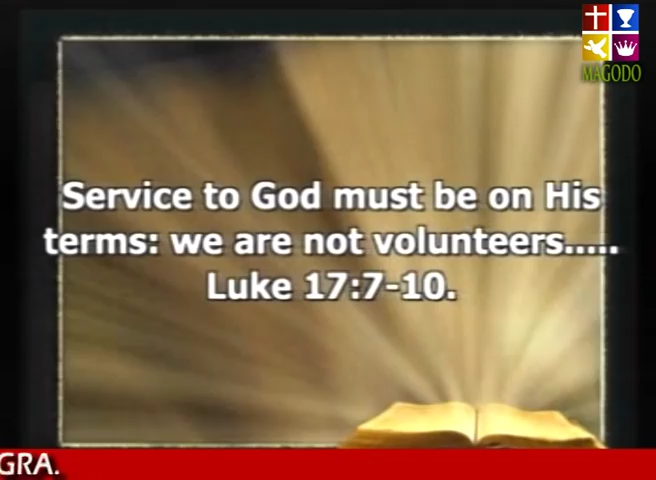 MAGODO
Service to God must be on His
terms: we are not volunteers.....
Luke 17:7-10.
GRA.